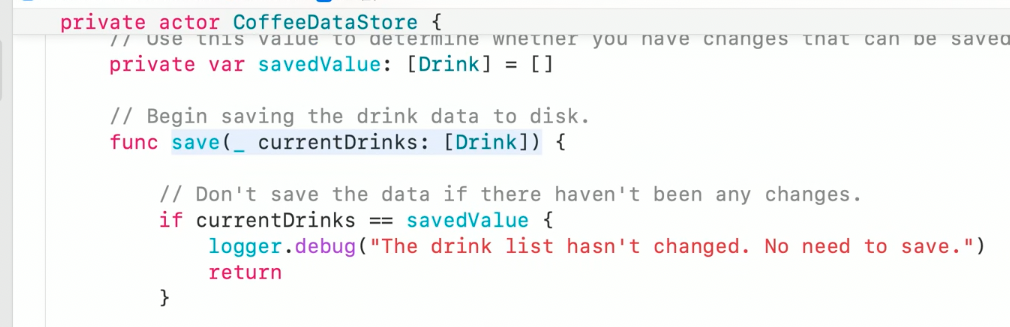 private actor CoffeeDataStore {
// Use this value to determine whether you have changes that can be saved
private var savedValue: [Drink] = []
// Begin saving the drink data to disk.
func save(_ currentDrinks: [Drink]) {
// Don't save the data if there haven't been any changes.
if currentDrinks == savedValue {
logger.debug("The drink list hasn't changed. No need to save.")
return
}